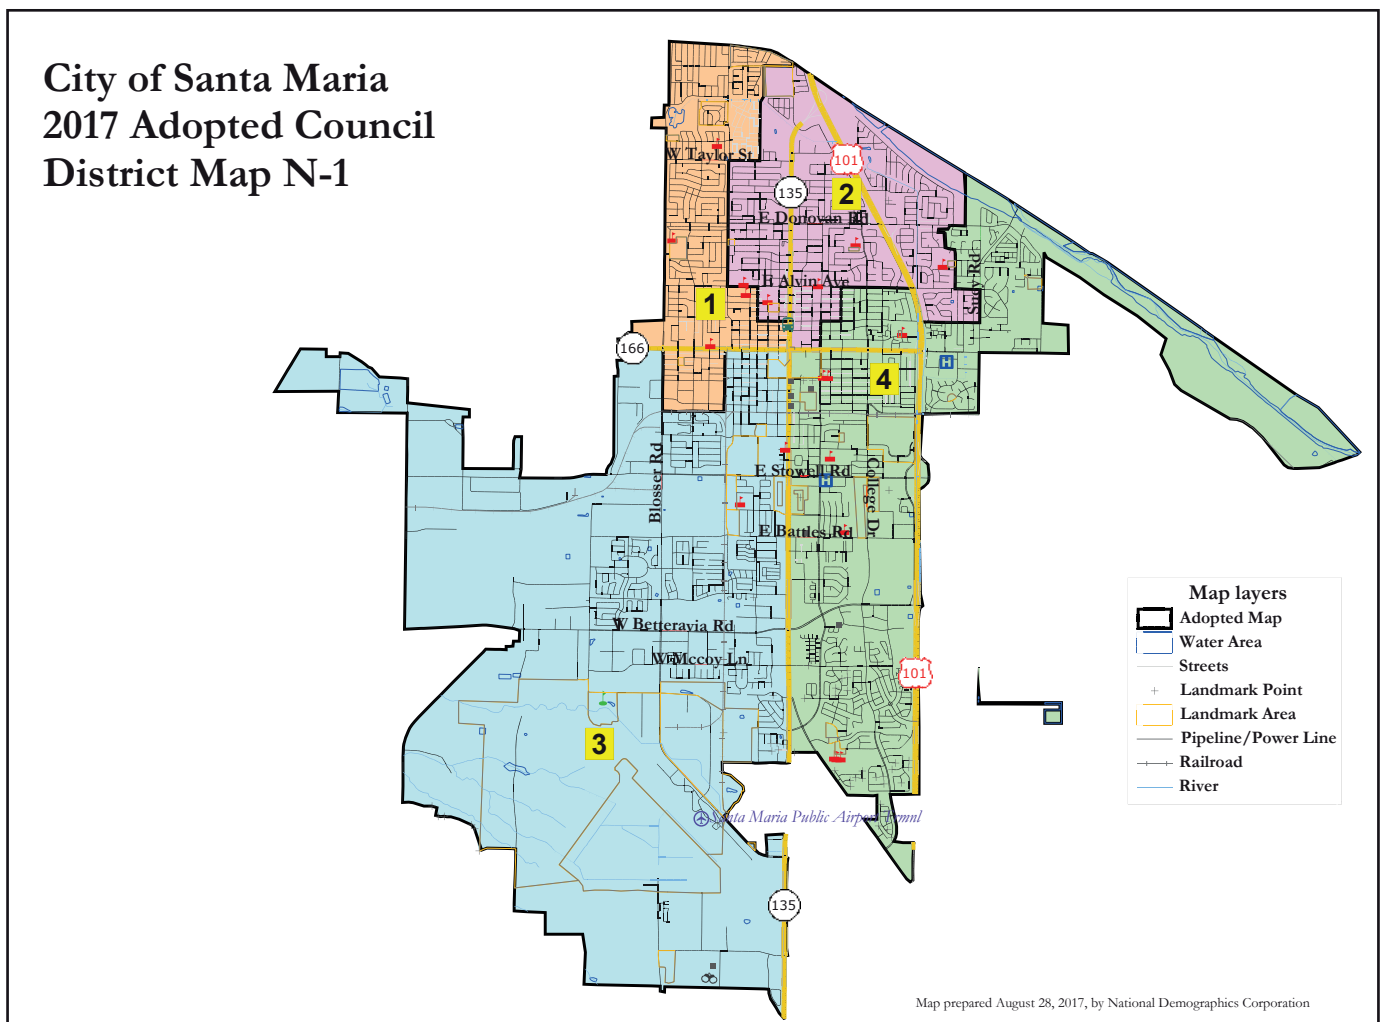 City of Santa Maria
2017 Adopted Council
District Map N-1
W Taylor St
101
135
2
E Donovan Rd
Suey Rd
E Alvin Ave
1
166
H
4
Blosser Rd
E Stowell Rd
H
College Dr
E Battles Rd
W Betteravia Rd
W Mccoy Ln
101
3
Santa Maria Public Airport Trmnl
135
Map layers
Adopted Map
Water Area
Streets
Landmark Point
Landmark Area
Pipeline/Power Line
Railroad
River
Map prepared August 28, 2017, by National Demographics Corporation